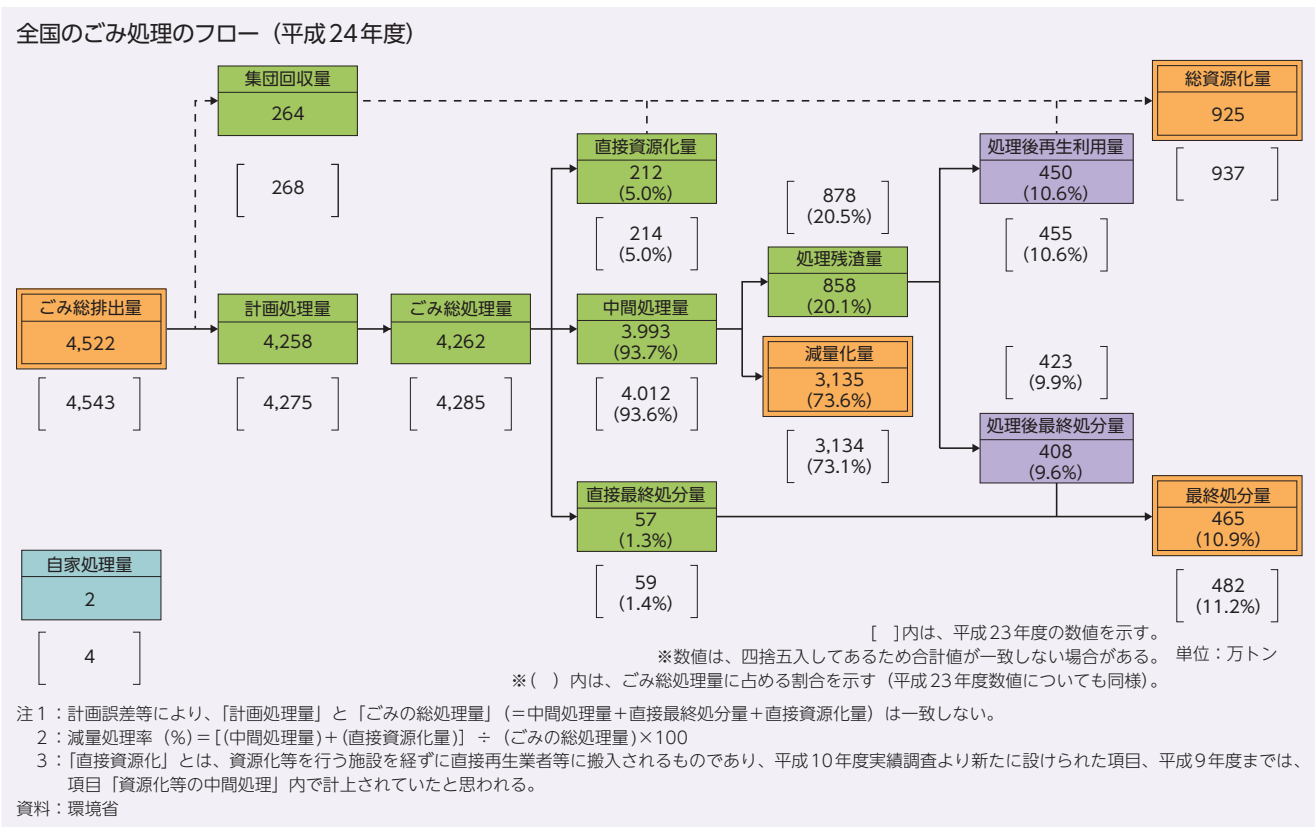 全国のごみ処理のフロー（平成24年度）
集団回収量
264
[ 268 ]
総資源化量
925
[ 937 ]
直接資源化量
212
(5.0%)
[ 214
(5.0%) ]
処理後再生利用量
450
(10.6%)
[ 455
(10.6%) ]
[ 878
(20.5%) ]
処理残渣量
858
(20.1%)
ごみ総排出量
4,522
[ 4,543 ]
計画処理量
4,258
[ 4,275 ]
ごみ総処理量
4,262
[ 4,285 ]
中間処理量
3.993
(93.7%)
[ 4.012
(93.6%) ]
減量化量
3,135
(73.6%)
[ 3,134
(73.1%) ]
[ 423
(9.9%) ]
処理後最終処分量
408
(9.6%)
直接最終処分量
57
(1.3%)
[ 59
(1.4%) ]
最終処分量
465
(10.9%)
[ 482
(11.2%) ]
自家処理量
2
[ 4 ]
[　]内は、平成23年度の数値を示す。
※数値は、四捨五入してあるため合計値が一致しない場合がある。 単位：万トン
※(　) 内は、ごみ総処理量に占める割合を示す（平成23年度数値についても同様）。
注1：計画誤差等により、「計画処理量」と「ごみの総処理量」（＝中間処理量＋直接最終処分量＋直接資源化量）は一致しない。
2：減量処理率（%）＝[(中間処理量)＋(直接資源化量)] ÷（ごみの総処理量)×100
3：「直接資源化」とは、資源化等を行う施設を経ずに直接再生業者等に搬入されるものであり、平成10年度実績調査より新たに設けられた項目、平成9年度までは、
項目「資源化等の中間処理」内で計上されていたと思われる。
資料：環境省